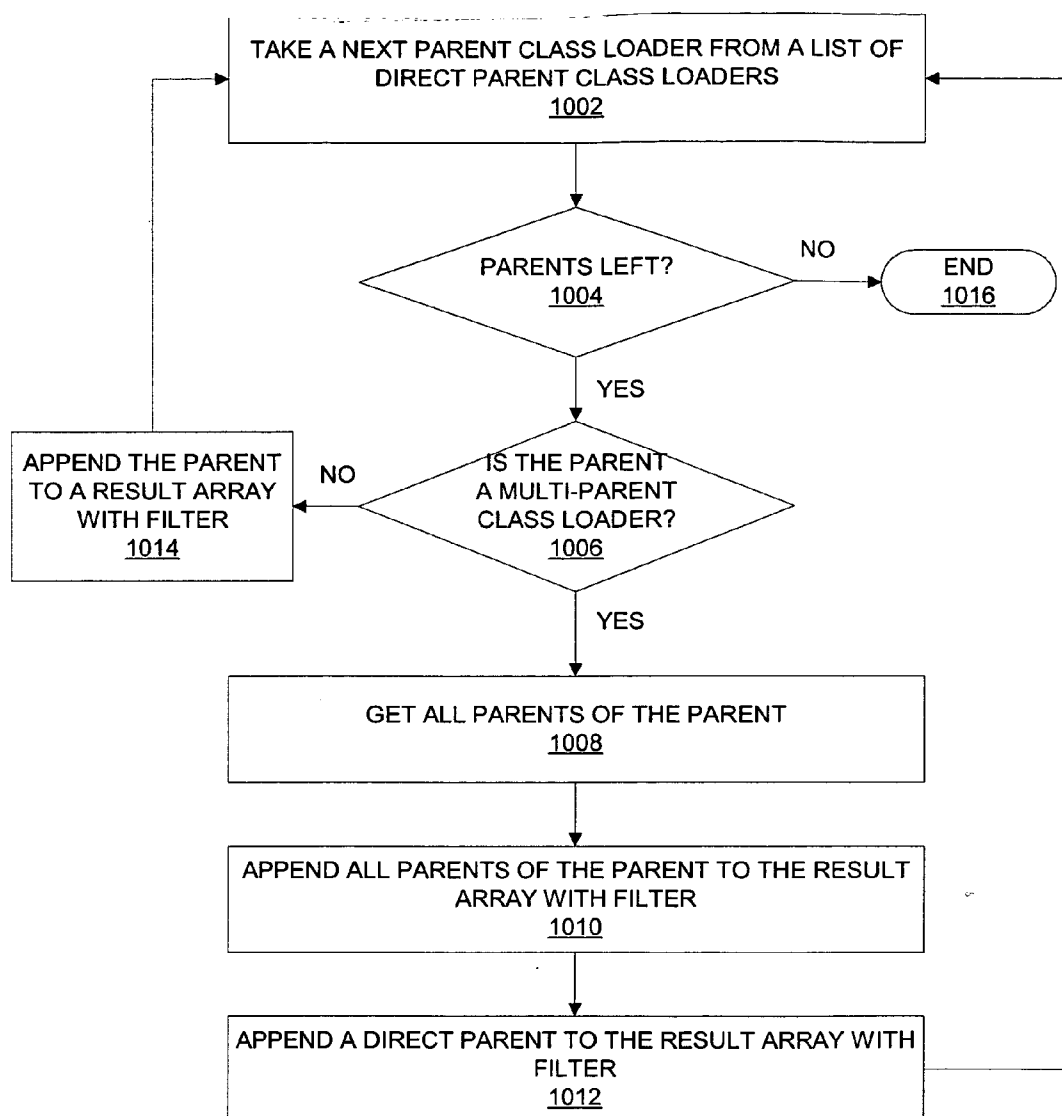 TAKE A NEXT PARENT CLASS LOADER FROM A LIST OF
DIRECT PARENT CLASS LOADERS
1002
PARENTS LEFT?
1004
NO
END
1016
YES
IS THE PARENT
A MULTI-PARENT
CLASS LOADER?
1006
NO
APPEND THE PARENT
TO A RESULT ARRAY
WITH FILTER
1014
YES
GET ALL PARENTS OF THE PARENT
1008
APPEND ALL PARENTS OF THE PARENT TO THE RESULT
ARRAY WITH FILTER
1010
APPEND A DIRECT PARENT TO THE RESULT ARRAY WITH
FILTER
1012